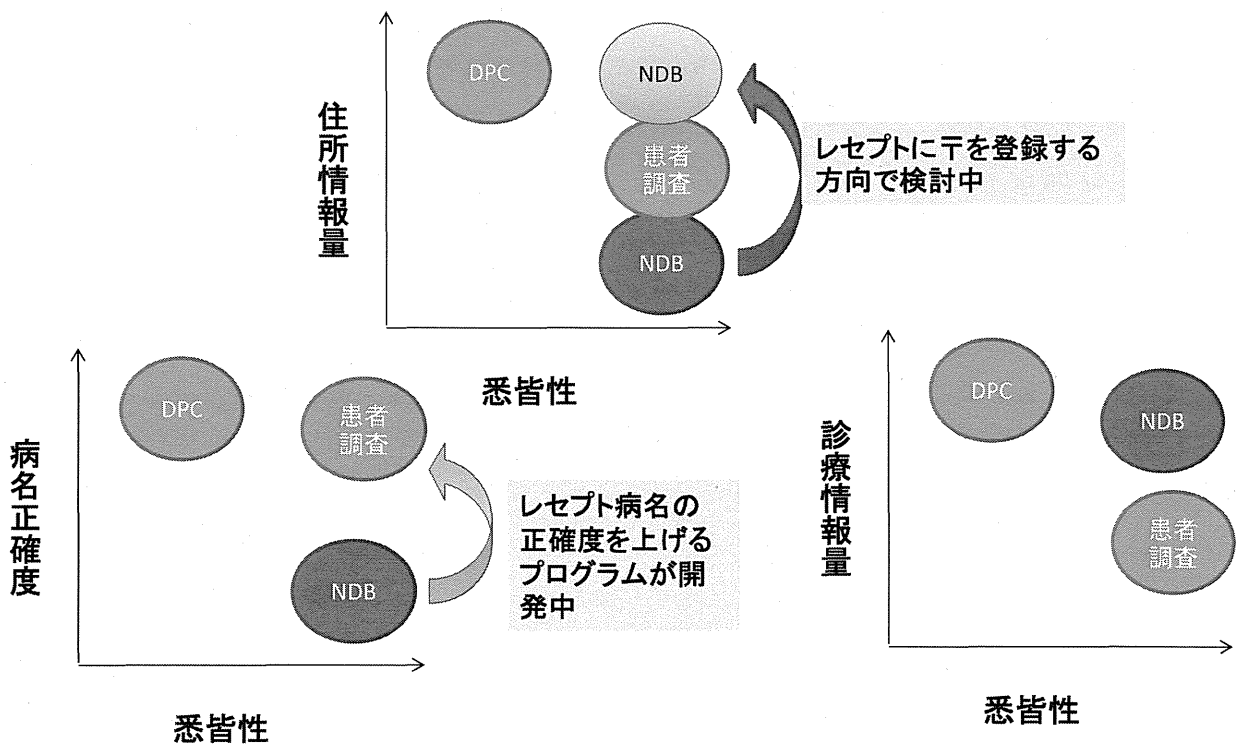 住所情報量
DPC
NDB
患者
調査
NDB
レセプトに〒を登録する
方向で検討中
悉皆性
病名正確度
DPC
患者
調査
NDB
レセプト病名の
正確度を上げる
プログラムが開
発中
悉皆性
診療情報量
DPC
NDB
患者
調査
悉皆性